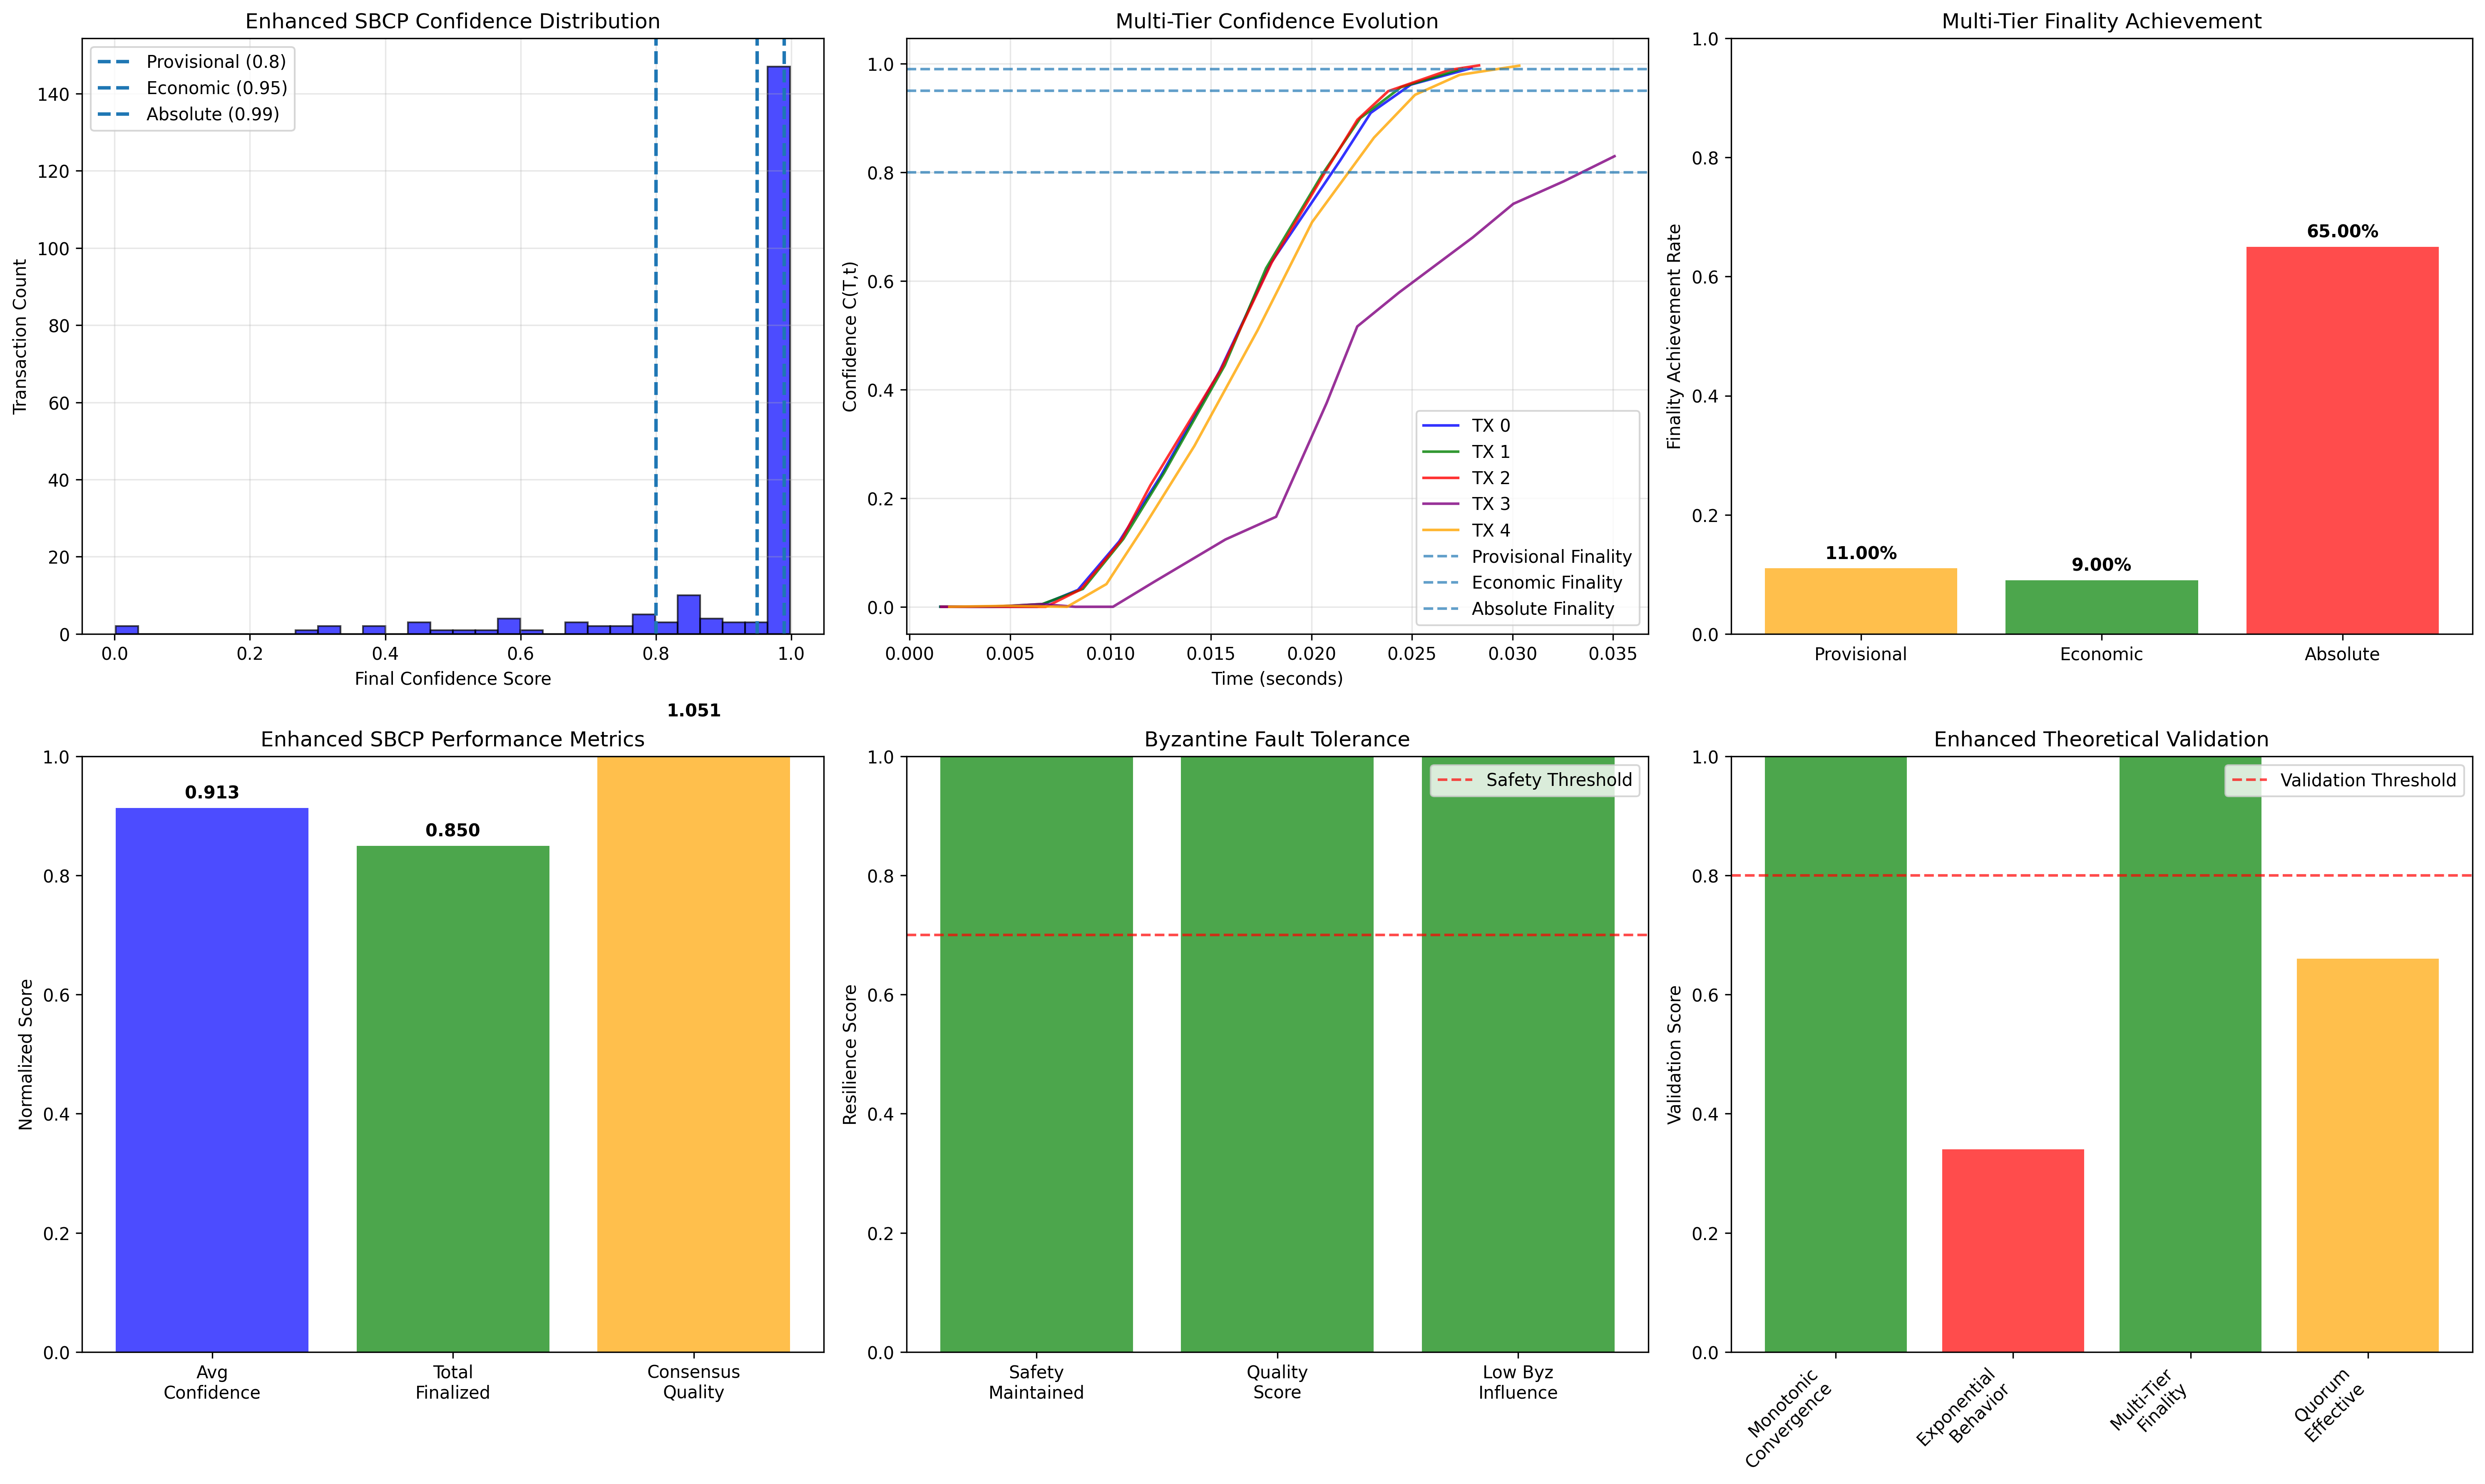 Enhanced SBCP Confidence Distribution
Transaction Count
140
120
100
80
60
40
20
0
Provisional (0.8)
Economic (0.95)
Absolute (0.99)
0.0 0.2 0.4 0.6 0.8 1.0
Final Confidence Score
Multi-Tier Confidence Evolution
Confidence C(T,t)
1.0
0.8
0.6
0.4
0.2
0.0
TX 0
TX 1
TX 2
TX 3
TX 4
Provisional Finality
Economic Finality
Absolute Finality
0.000 0.005 0.010 0.015 0.020 0.025 0.030 0.035
Time (seconds)
Multi-Tier Finality Achievement
Finality Achievement Rate
1.0
0.8
0.6
0.4
0.2
0.0
11.00%
9.00%
65.00%
Provisional Economic Absolute
1.051
Enhanced SBCP Performance Metrics
Normalized Score
1.0
0.8
0.6
0.4
0.2
0.0
0.913
0.850
Avg
Confidence
Total
Finalized
Consensus
Quality
Byzantine Fault Tolerance
Resilience Score
1.0
0.8
0.6
0.4
0.2
0.0
Safety Threshold
Safety
Maintained
Quality
Score
Low Byz
Influence
Enhanced Theoretical Validation
Validation Score
1.0
0.8
0.6
0.4
0.2
0.0
Validation Threshold
Monotonic
Convergence
Exponential
Behavior
Multi-Tier
Finality
Quorum
Effective